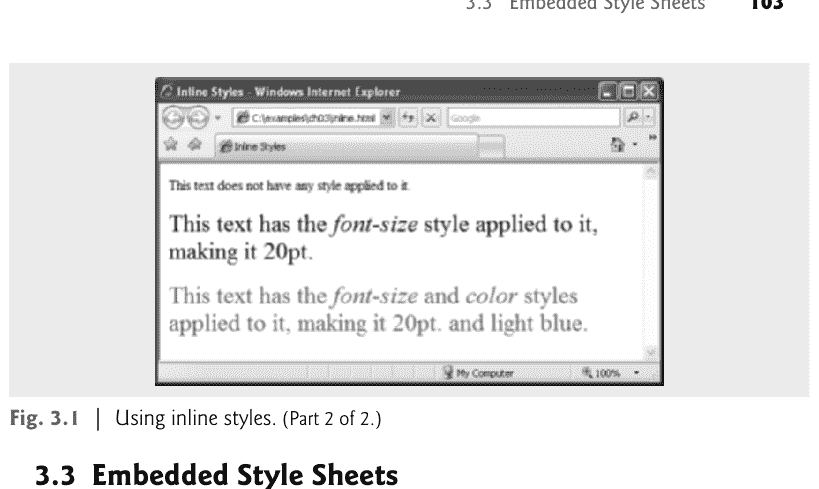 3.3 Embedded Style Sheets 103
Inline Styles - Windows Internet Explorer
C:\examples\ch03\inline.html
Google
Inline Styles
This text does not have any style applied to it.
This text has the font-size style applied to it,
making it 20pt.
This text has the font-size and color styles
applied to it, making it 20pt. and light blue.
My Computer
100%
Fig. 3.1 | Using inline styles. (Part 2 of 2.)
3.3 Embedded Style Sheets